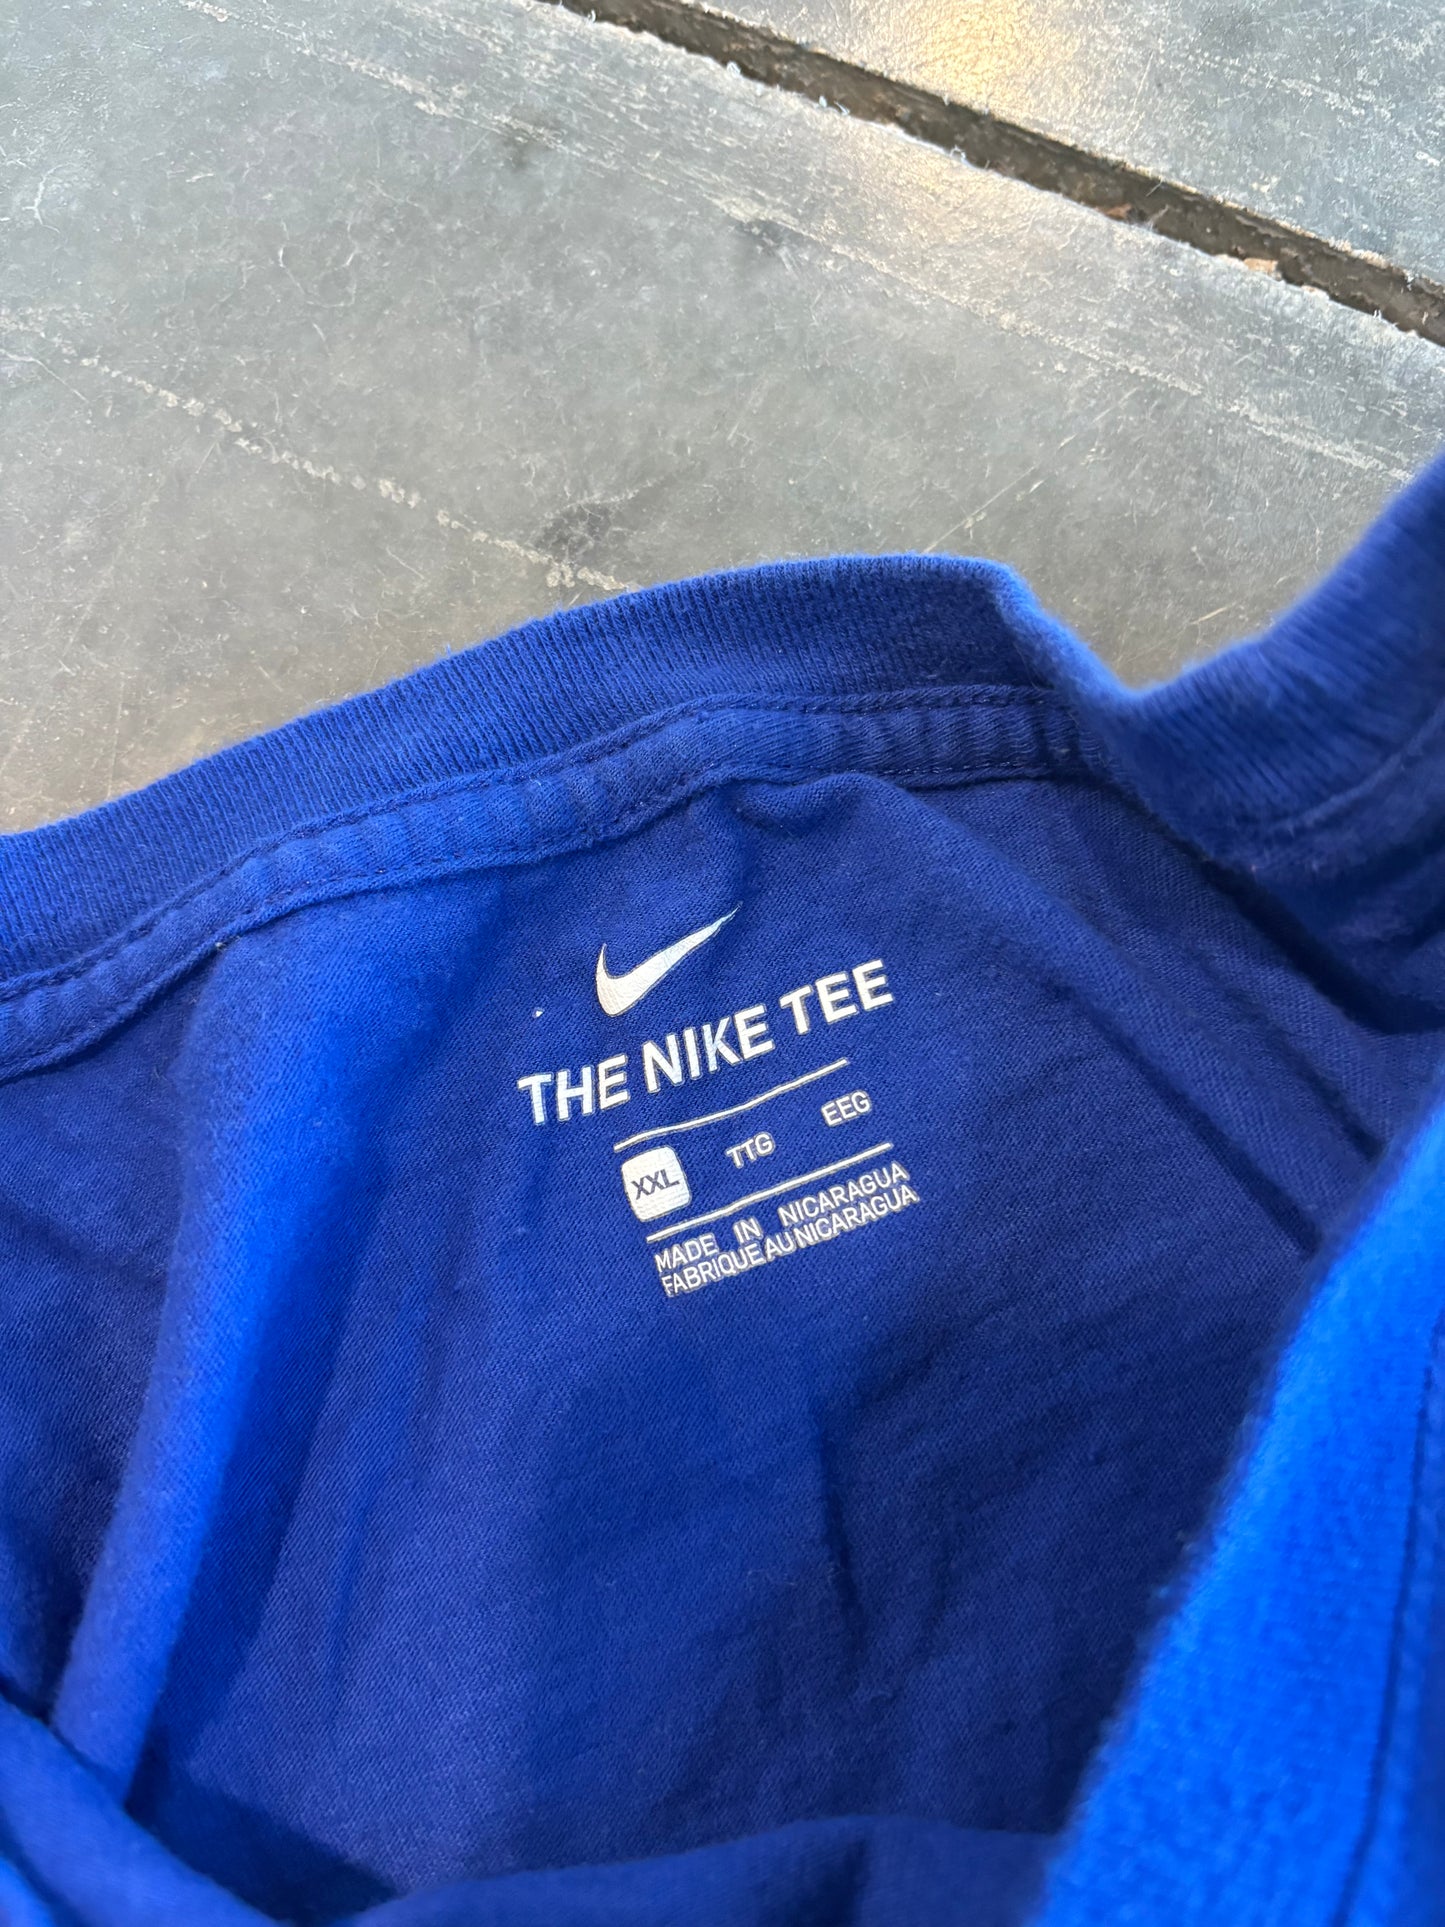 THE NIKE TEE
XXL TTG EEG
MADE IN NICARAGUA
FABRIQUE AU NICARAGUA